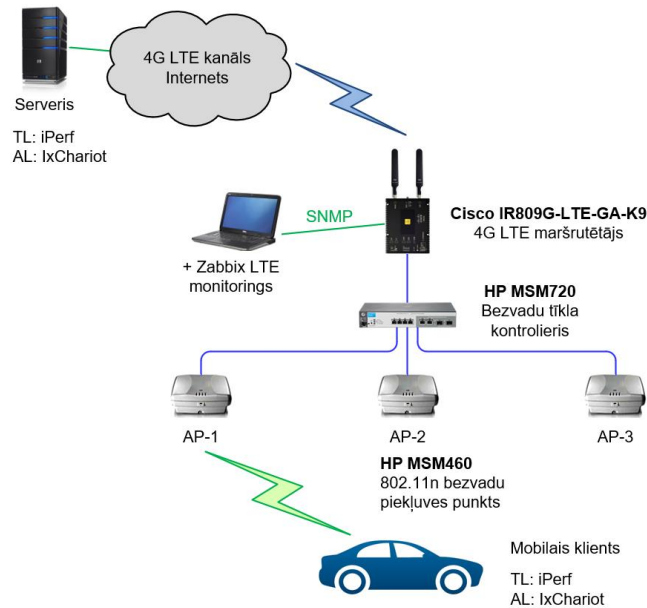 4G LTE kanāls
Internets
Serveris
TL: iPerf
AL: IxChariot
SNMP
Cisco IR809G-LTE-GA-K9
4G LTE maršrutētājs
+ Zabbix LTE
monitorings
HP MSM720
Bezvadu tīkla
kontrolieris
AP-1
AP-2
AP-3
HP MSM460
802.11n bezvadu
piekļuves punkts
Mobilais klients
TL: iPerf
AL: IxChariot